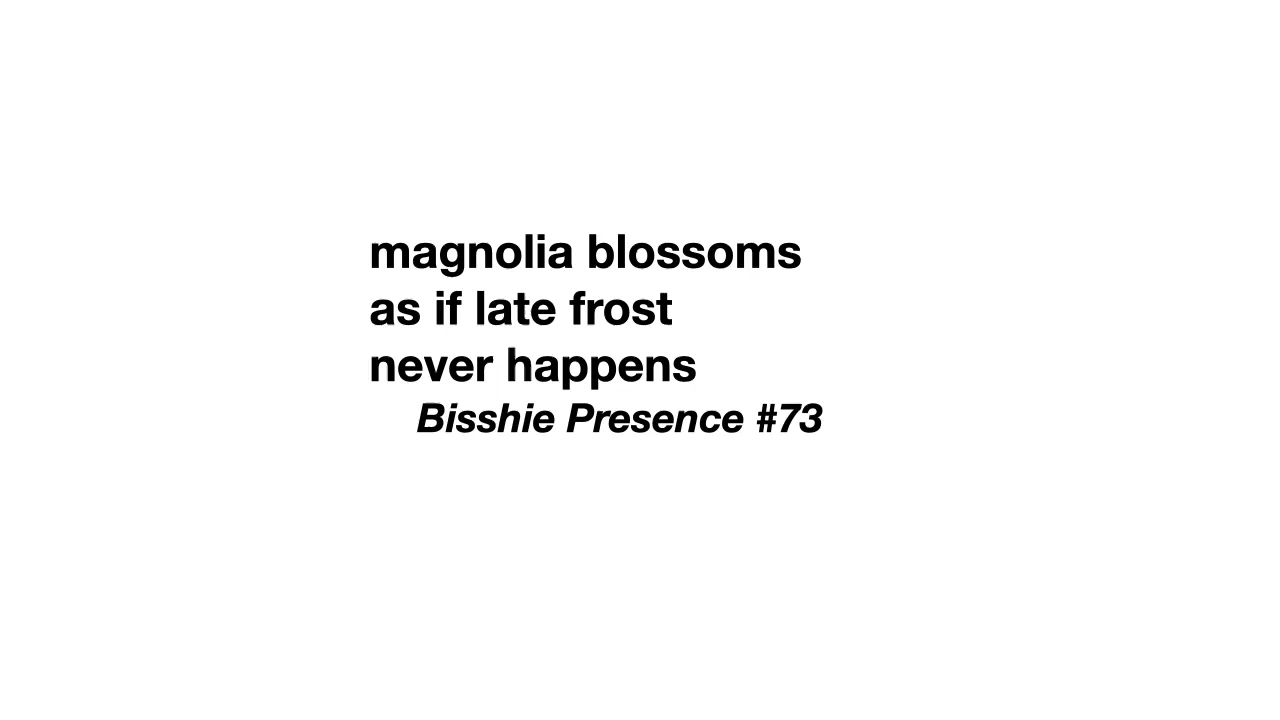 magnolia blossoms
as if late frost
never happens
Bisshie Presence #73